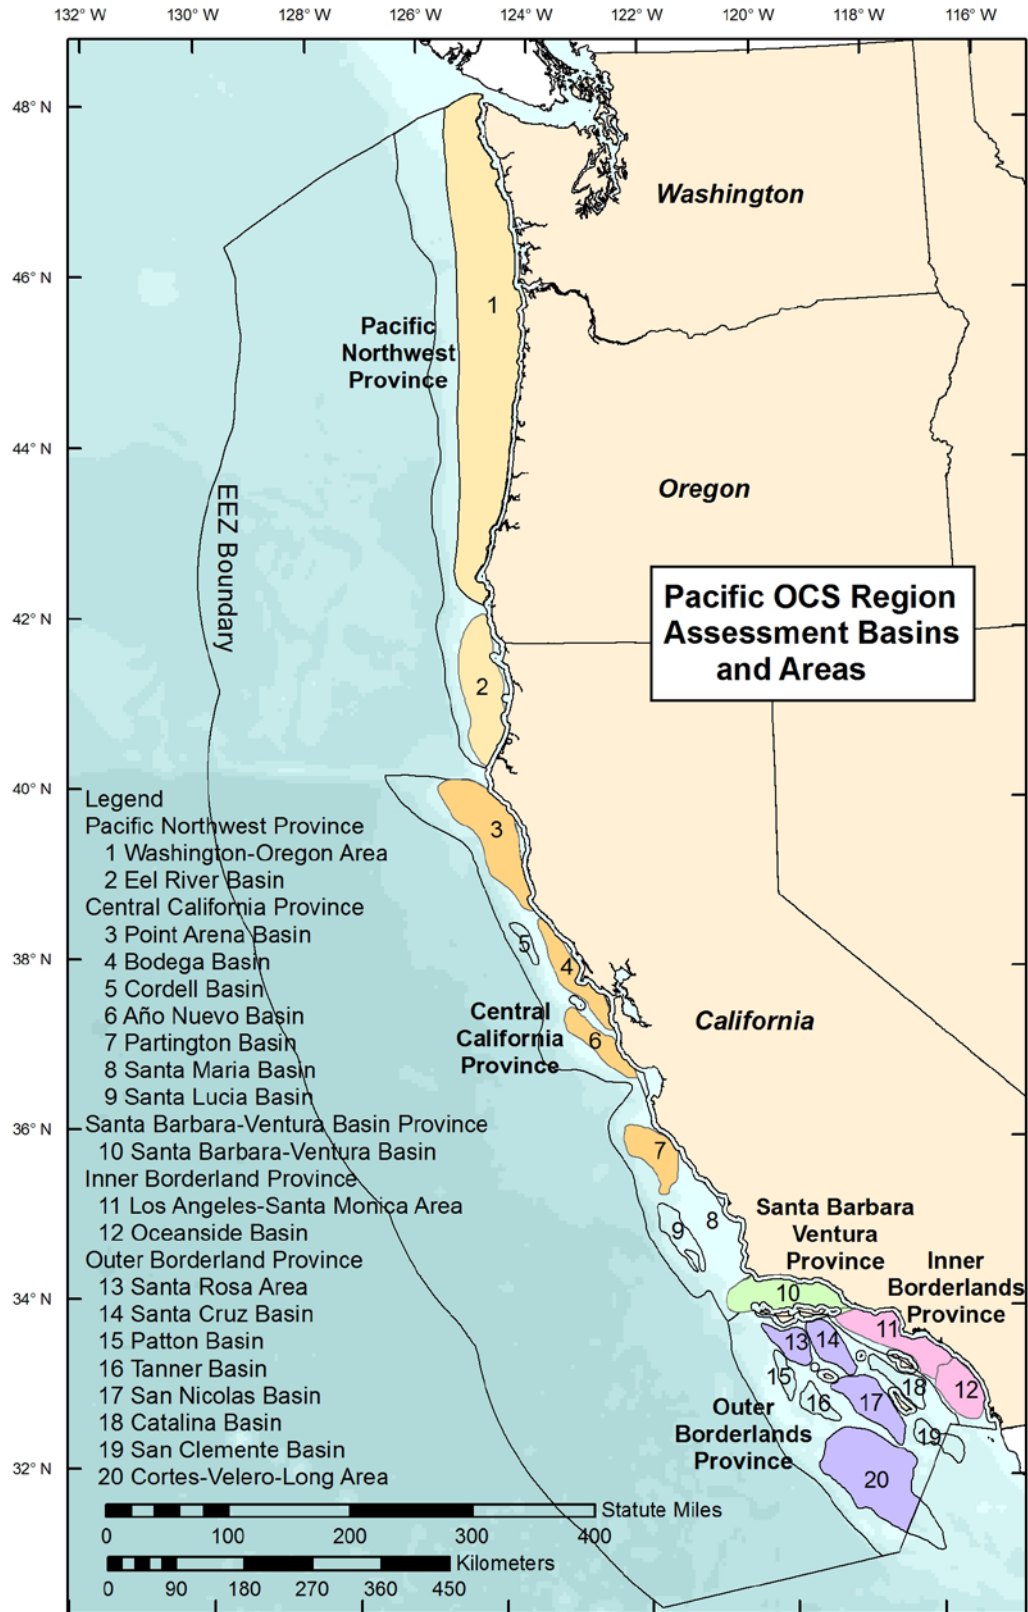 132° W 130° W 128° W 126° W 124° W 122° W 120° W 118° W 116° W
48° N
Washington
46° N
1
Pacific
Northwest
Province
44° N
Oregon
EEZ Boundary
Pacific OCS Region
Assessment Basins
and Areas
42° N
2
40° N
Legend
Pacific Northwest Province
1 Washington-Oregon Area
2 Eel River Basin
Central California Province
3 Point Arena Basin
4 Bodega Basin
5 Cordell Basin
6 Año Nuevo Basin
7 Partington Basin
8 Santa Maria Basin
9 Santa Lucia Basin
Santa Barbara-Ventura Basin Province
10 Santa Barbara-Ventura Basin
Inner Borderland Province
11 Los Angeles-Santa Monica Area
12 Oceanside Basin
Outer Borderland Province
13 Santa Rosa Area
14 Santa Cruz Basin
15 Patton Basin
16 Tanner Basin
17 San Nicolas Basin
18 Catalina Basin
19 San Clemente Basin
20 Cortes-Velero-Long Area
3
38° N
5
4
Central
California
Province
6
California
36° N
7
8
9
Santa Barbara
Ventura
Province
Inner
Borderlands
Province
34° N
10
11
13
14
15
16
17
18
12
Outer
Borderlands
Province
19
32° N
20
Statute Miles
0 100 200 300 400
Kilometers
0 90 180 270 360 450